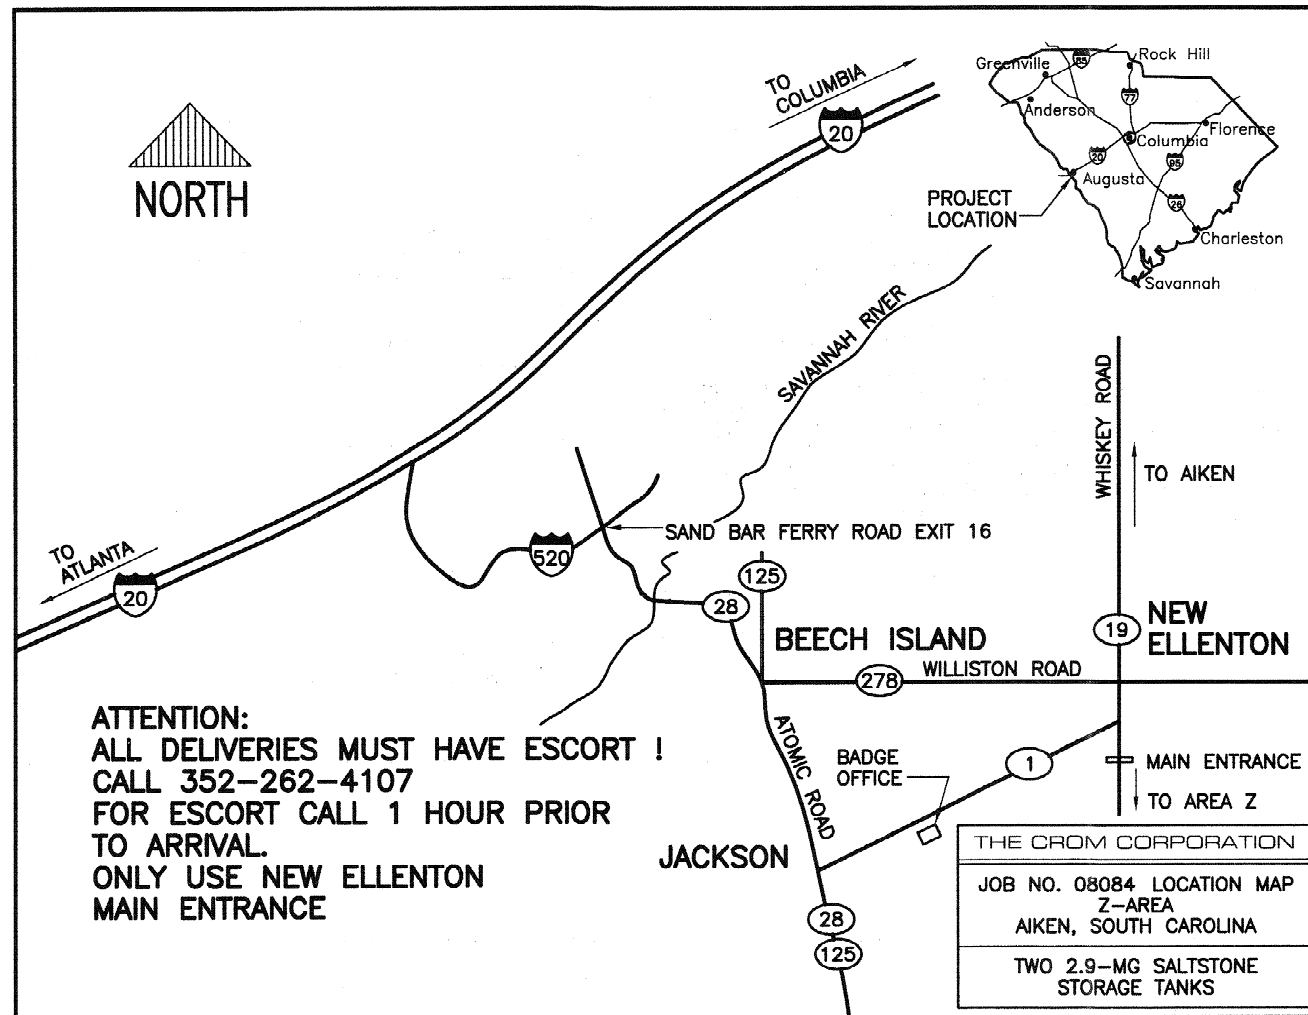 TO
COLUMBIA
20
NORTH
85
Rock Hill
Greenville
77
Anderson
Florence
Columbia
20
95
Augusta
26
Charleston
Savannah
PROJECT
LOCATION
SAVANNAH RIVER
WHISKEY ROAD
TO AIKEN
SAND BAR FERRY ROAD EXIT 16
520
TO
ATLANTA
20
125
28
19
NEW
ELLENTON
BEECH ISLAND
278
WILLISTON ROAD
ATTENTION:
ALL DELIVERIES MUST HAVE ESCORT !
CALL 352-262-4107
FOR ESCORT CALL 1 HOUR PRIOR
TO ARRIVAL.
ONLY USE NEW ELLENTON
MAIN ENTRANCE
ATOMIC ROAD
BADGE
OFFICE
1
MAIN ENTRANCE
TO AREA Z
JACKSON
28
125
THE CROM CORPORATION
JOB NO. 08084 LOCATION MAP
Z-AREA
AIKEN, SOUTH CAROLINA
TWO 2.9-MG SALTSTONE
STORAGE TANKS